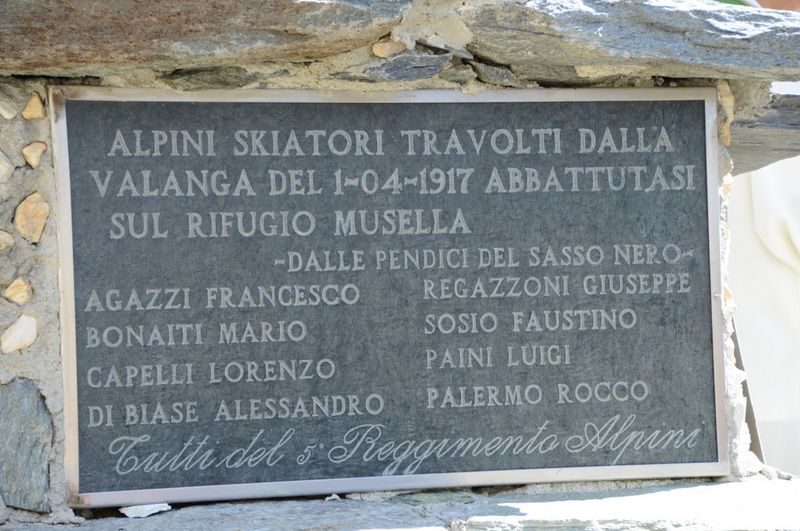 ALPINI SKIATORI TRAVOLTI DALLA
VALANGA DEL 1-04-1917 ABBATTUTASI
SUL RIFUGIO MUSELLA
-DALLE PENDICI DEL SASSO NERO-
AGAZZI FRANCESCO
BONAITI MARIO
CAPELLI LORENZO
DI BIASE ALESSANDRO
REGAZZONI GIUSEPPE
SOSIO FAUSTINO
PAINI LUIGI
PALERMO ROCCO
Tutti del 5° Reggimento Alpini